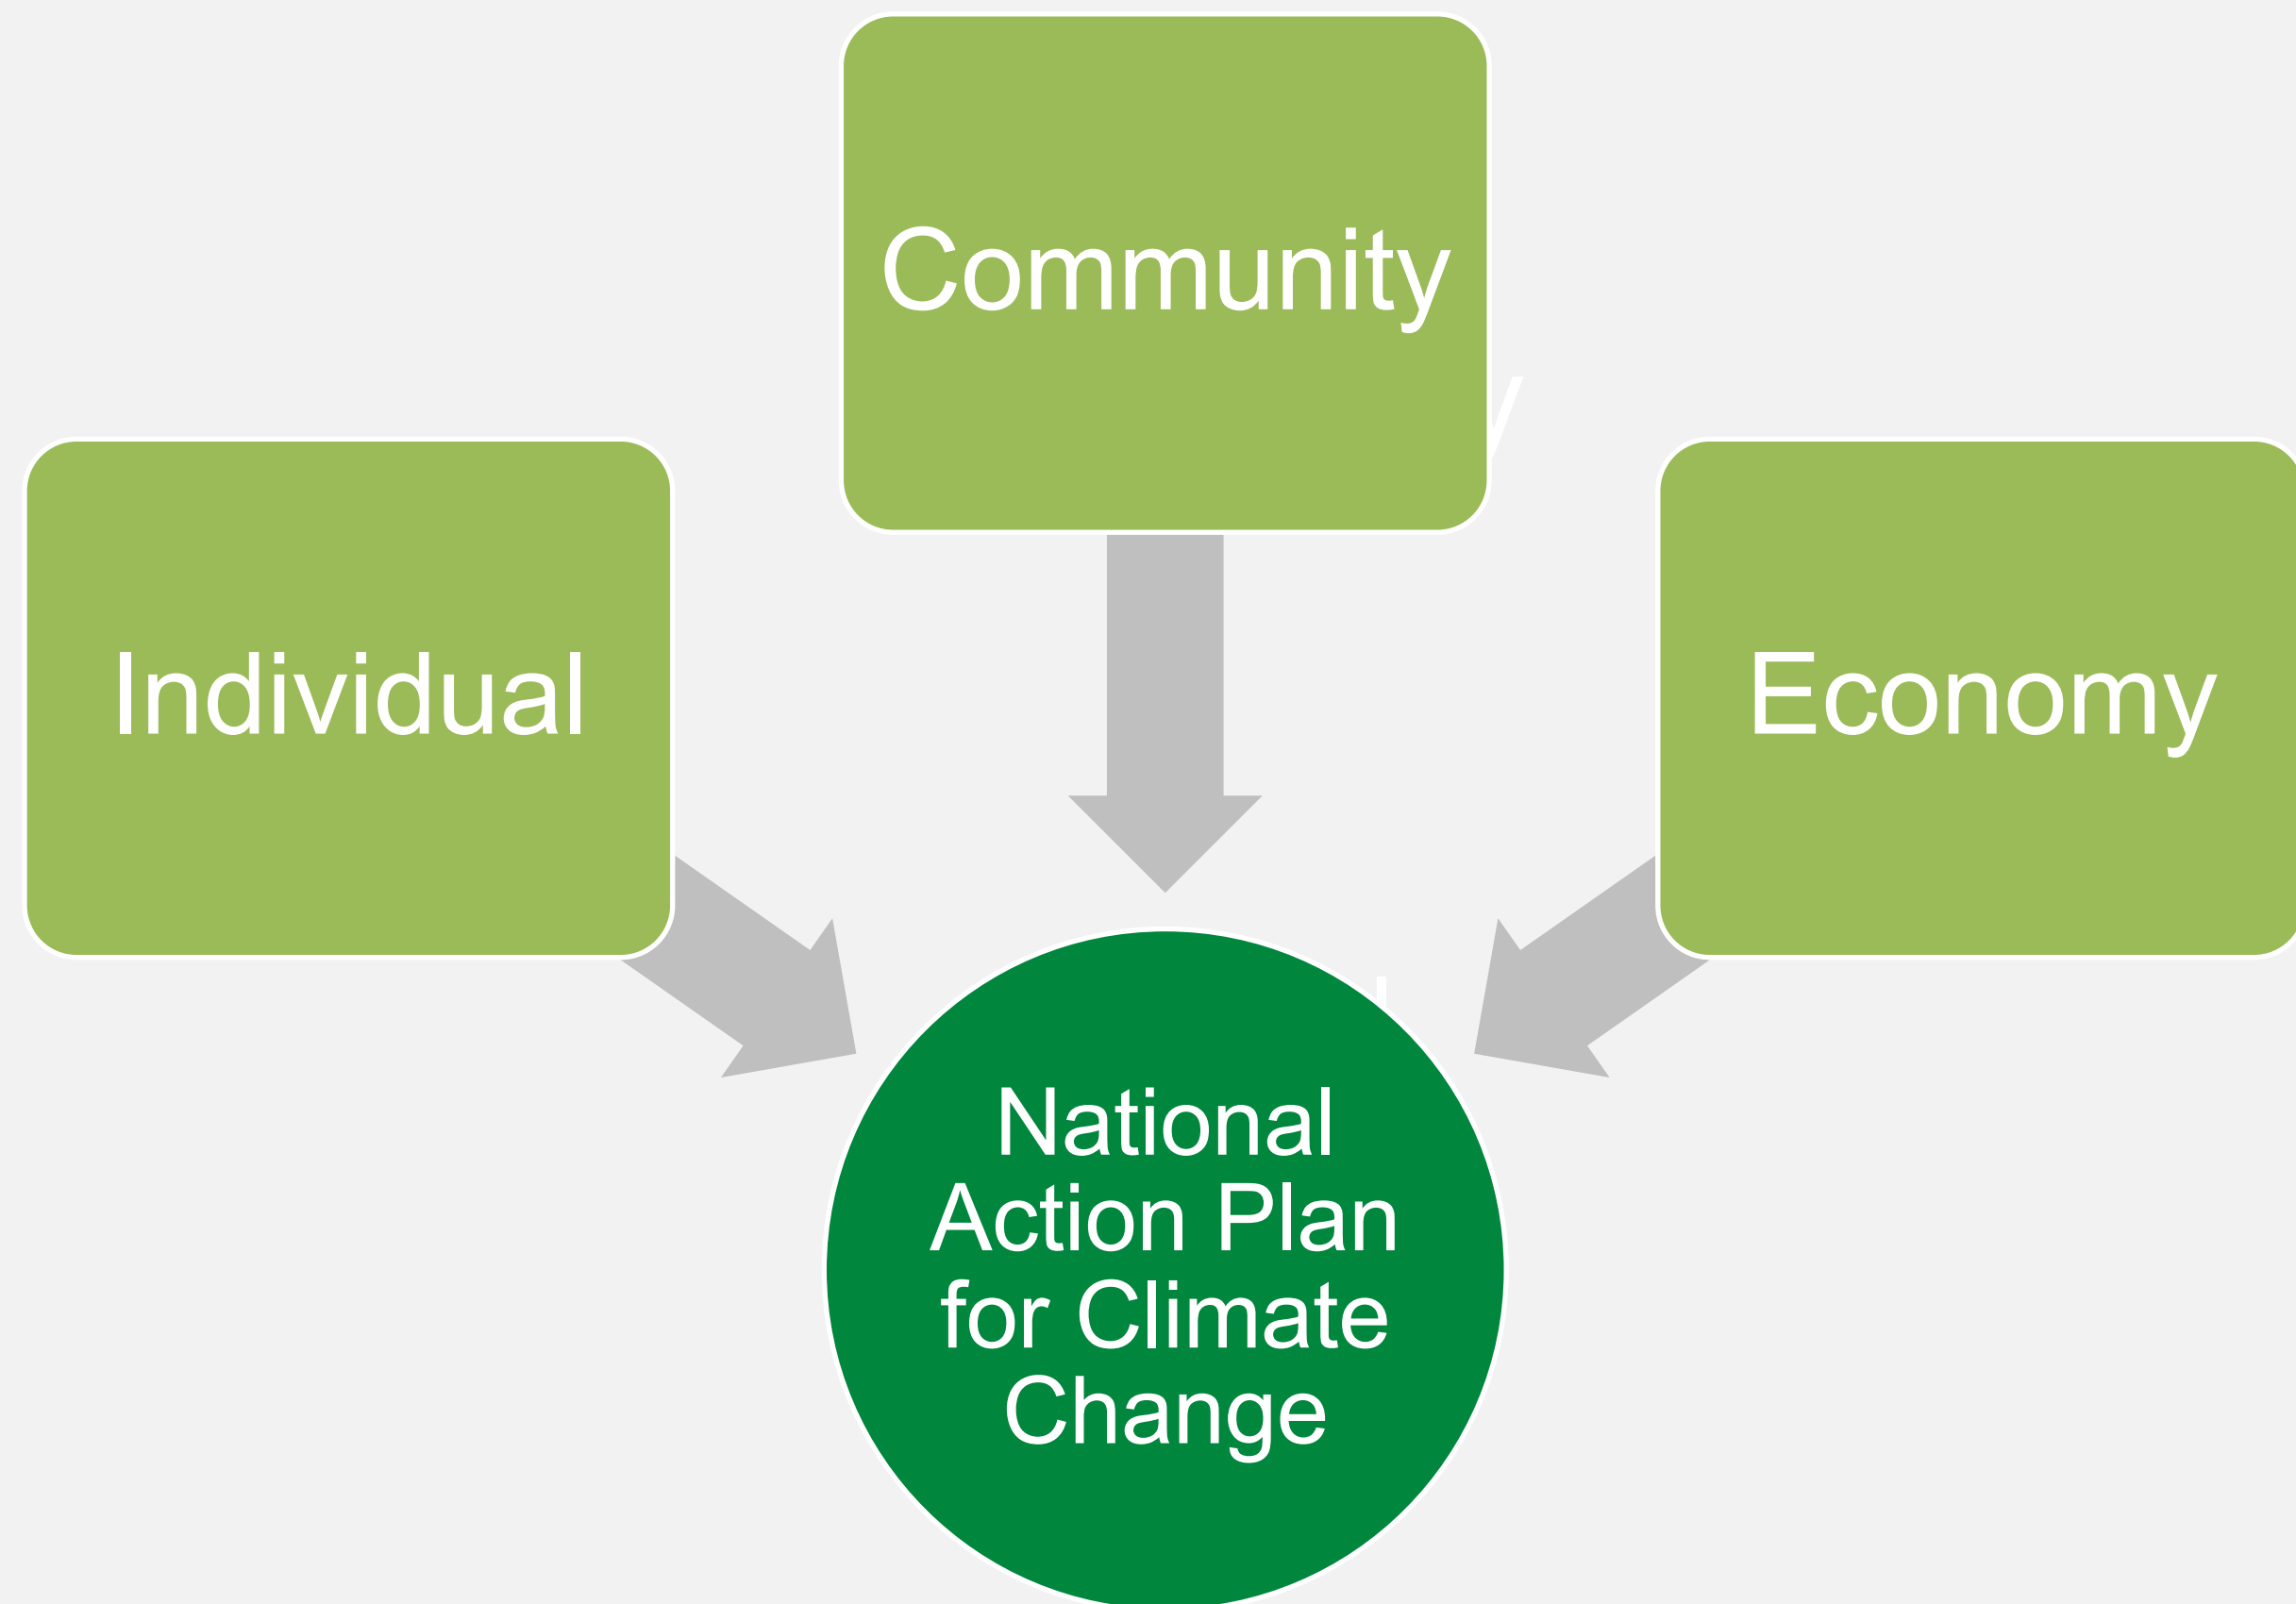 Community
Individual
Economy
National
Action Plan
for Climate
Change